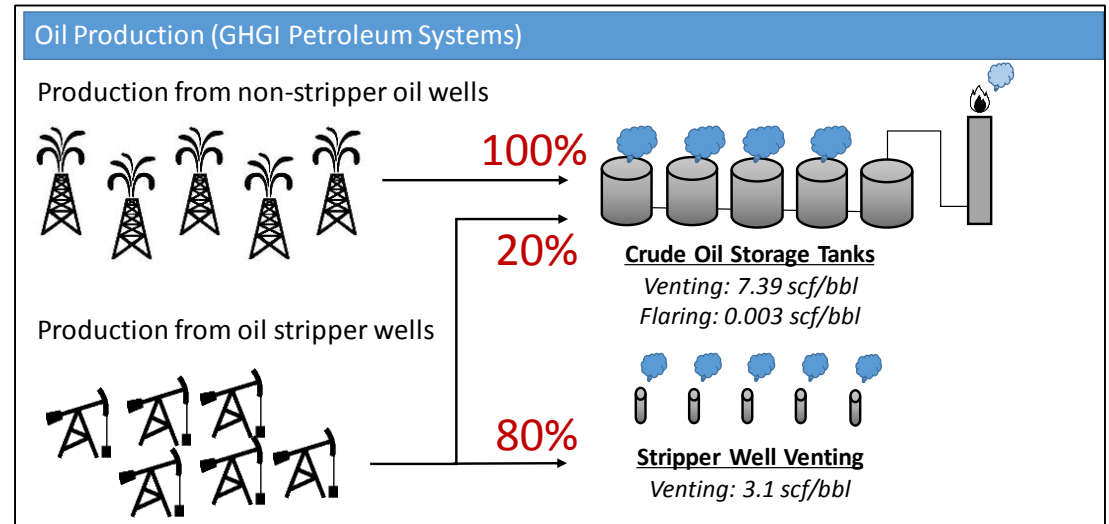 Oil Production (GHGI Petroleum Systems)
Production from non-stripper oil wells
100%
20%
Crude Oil Storage Tanks
Venting: 7.39 scf/bbl
Flaring: 0.003 scf/bbl
Production from oil stripper wells
80%
Stripper Well Venting
Venting: 3.1 scf/bbl